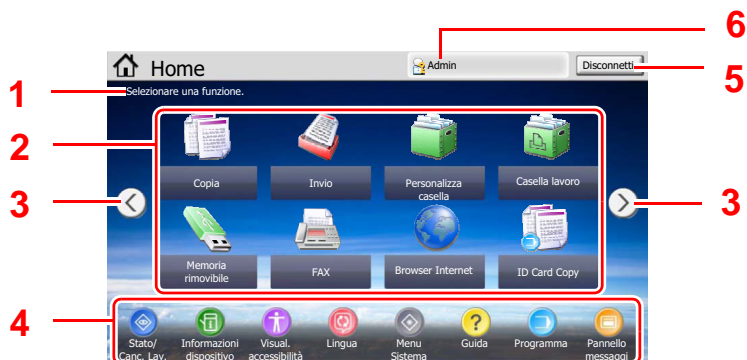 6
Home
Admin
Disconnetti
5
1
Selezionare una funzione.
2
Copia
Invio
Personalizza
casella
Casella lavoro
3
3
Memoria
rimovibile
FAX
Browser Internet
ID Card Copy
4
Stato/
Canc. Lav.
Informazioni
dispositivo
Visual.
accessibilità
Lingua
Menu
Sistema
Guida
Programma
Pannello
messaggi